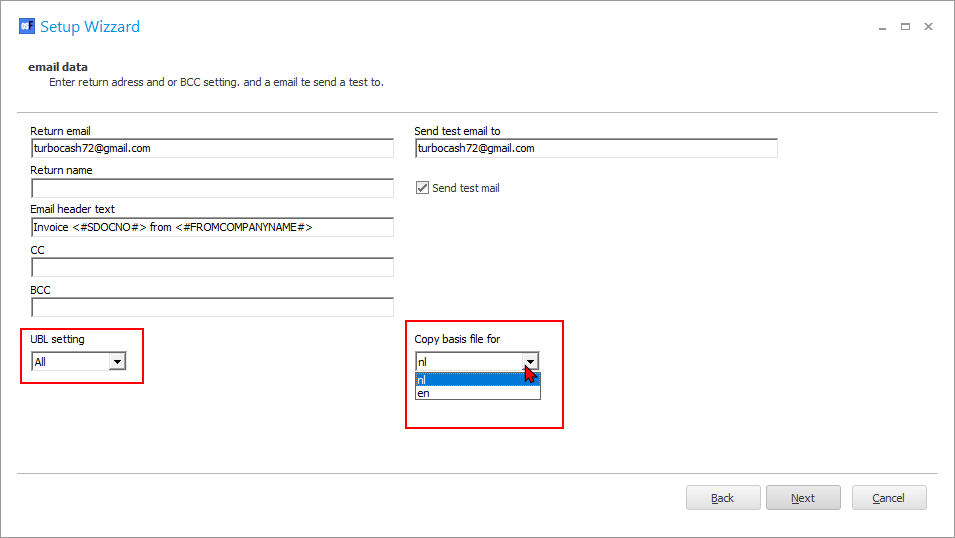 osF Setup Wizzard
email data
Enter return adress and or BCC setting. and a email te send a test to.
Return email
turbocash72@gmail.com
Send test email to
turbocash72@gmail.com
Return name
Send test mail
Email header text
Invoice <#SDOCNO#> from <#FROMCOMPANYNAME#>
CC
BCC
UBL setting
All
Copy basis file for
nl
nl
en
Back Next Cancel